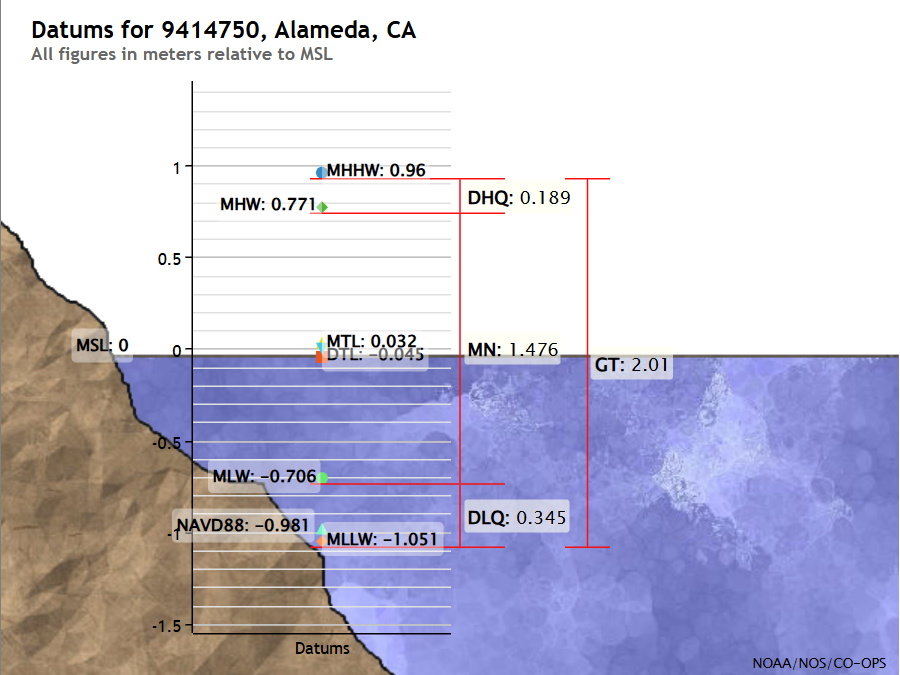 Datums for 9414750, Alameda, CA
All figures in meters relative to MSL
1
MHHW: 0.96
MHW: 0.771
DHQ: 0.189
0.5
MSL: 0
0
MTL: 0.032
DTL: −0.045
MN: 1.476
GT: 2.01
-0.5
MLW: −0.706
DLQ: 0.345
NAVD88: −0.981
-1
MLLW: −1.051
-1.5
Datums
NOAA/NOS/CO-OPS